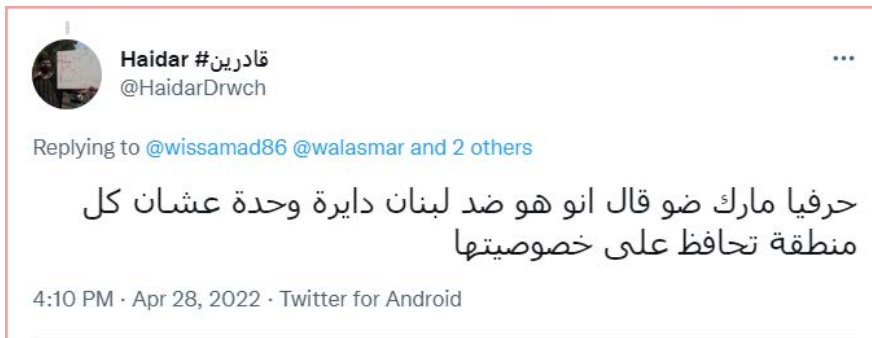 Haidar #قادرين
@HaidarDrwch
Replying to @wissamad86 @walasmar and 2 others
حرفيا مارك ضو قال انو هو ضد لبنان دايرة وحدة عشان كل
منطقة تحافظ على خصوصيتها
4:10 PM · Apr 28, 2022 · Twitter for Android